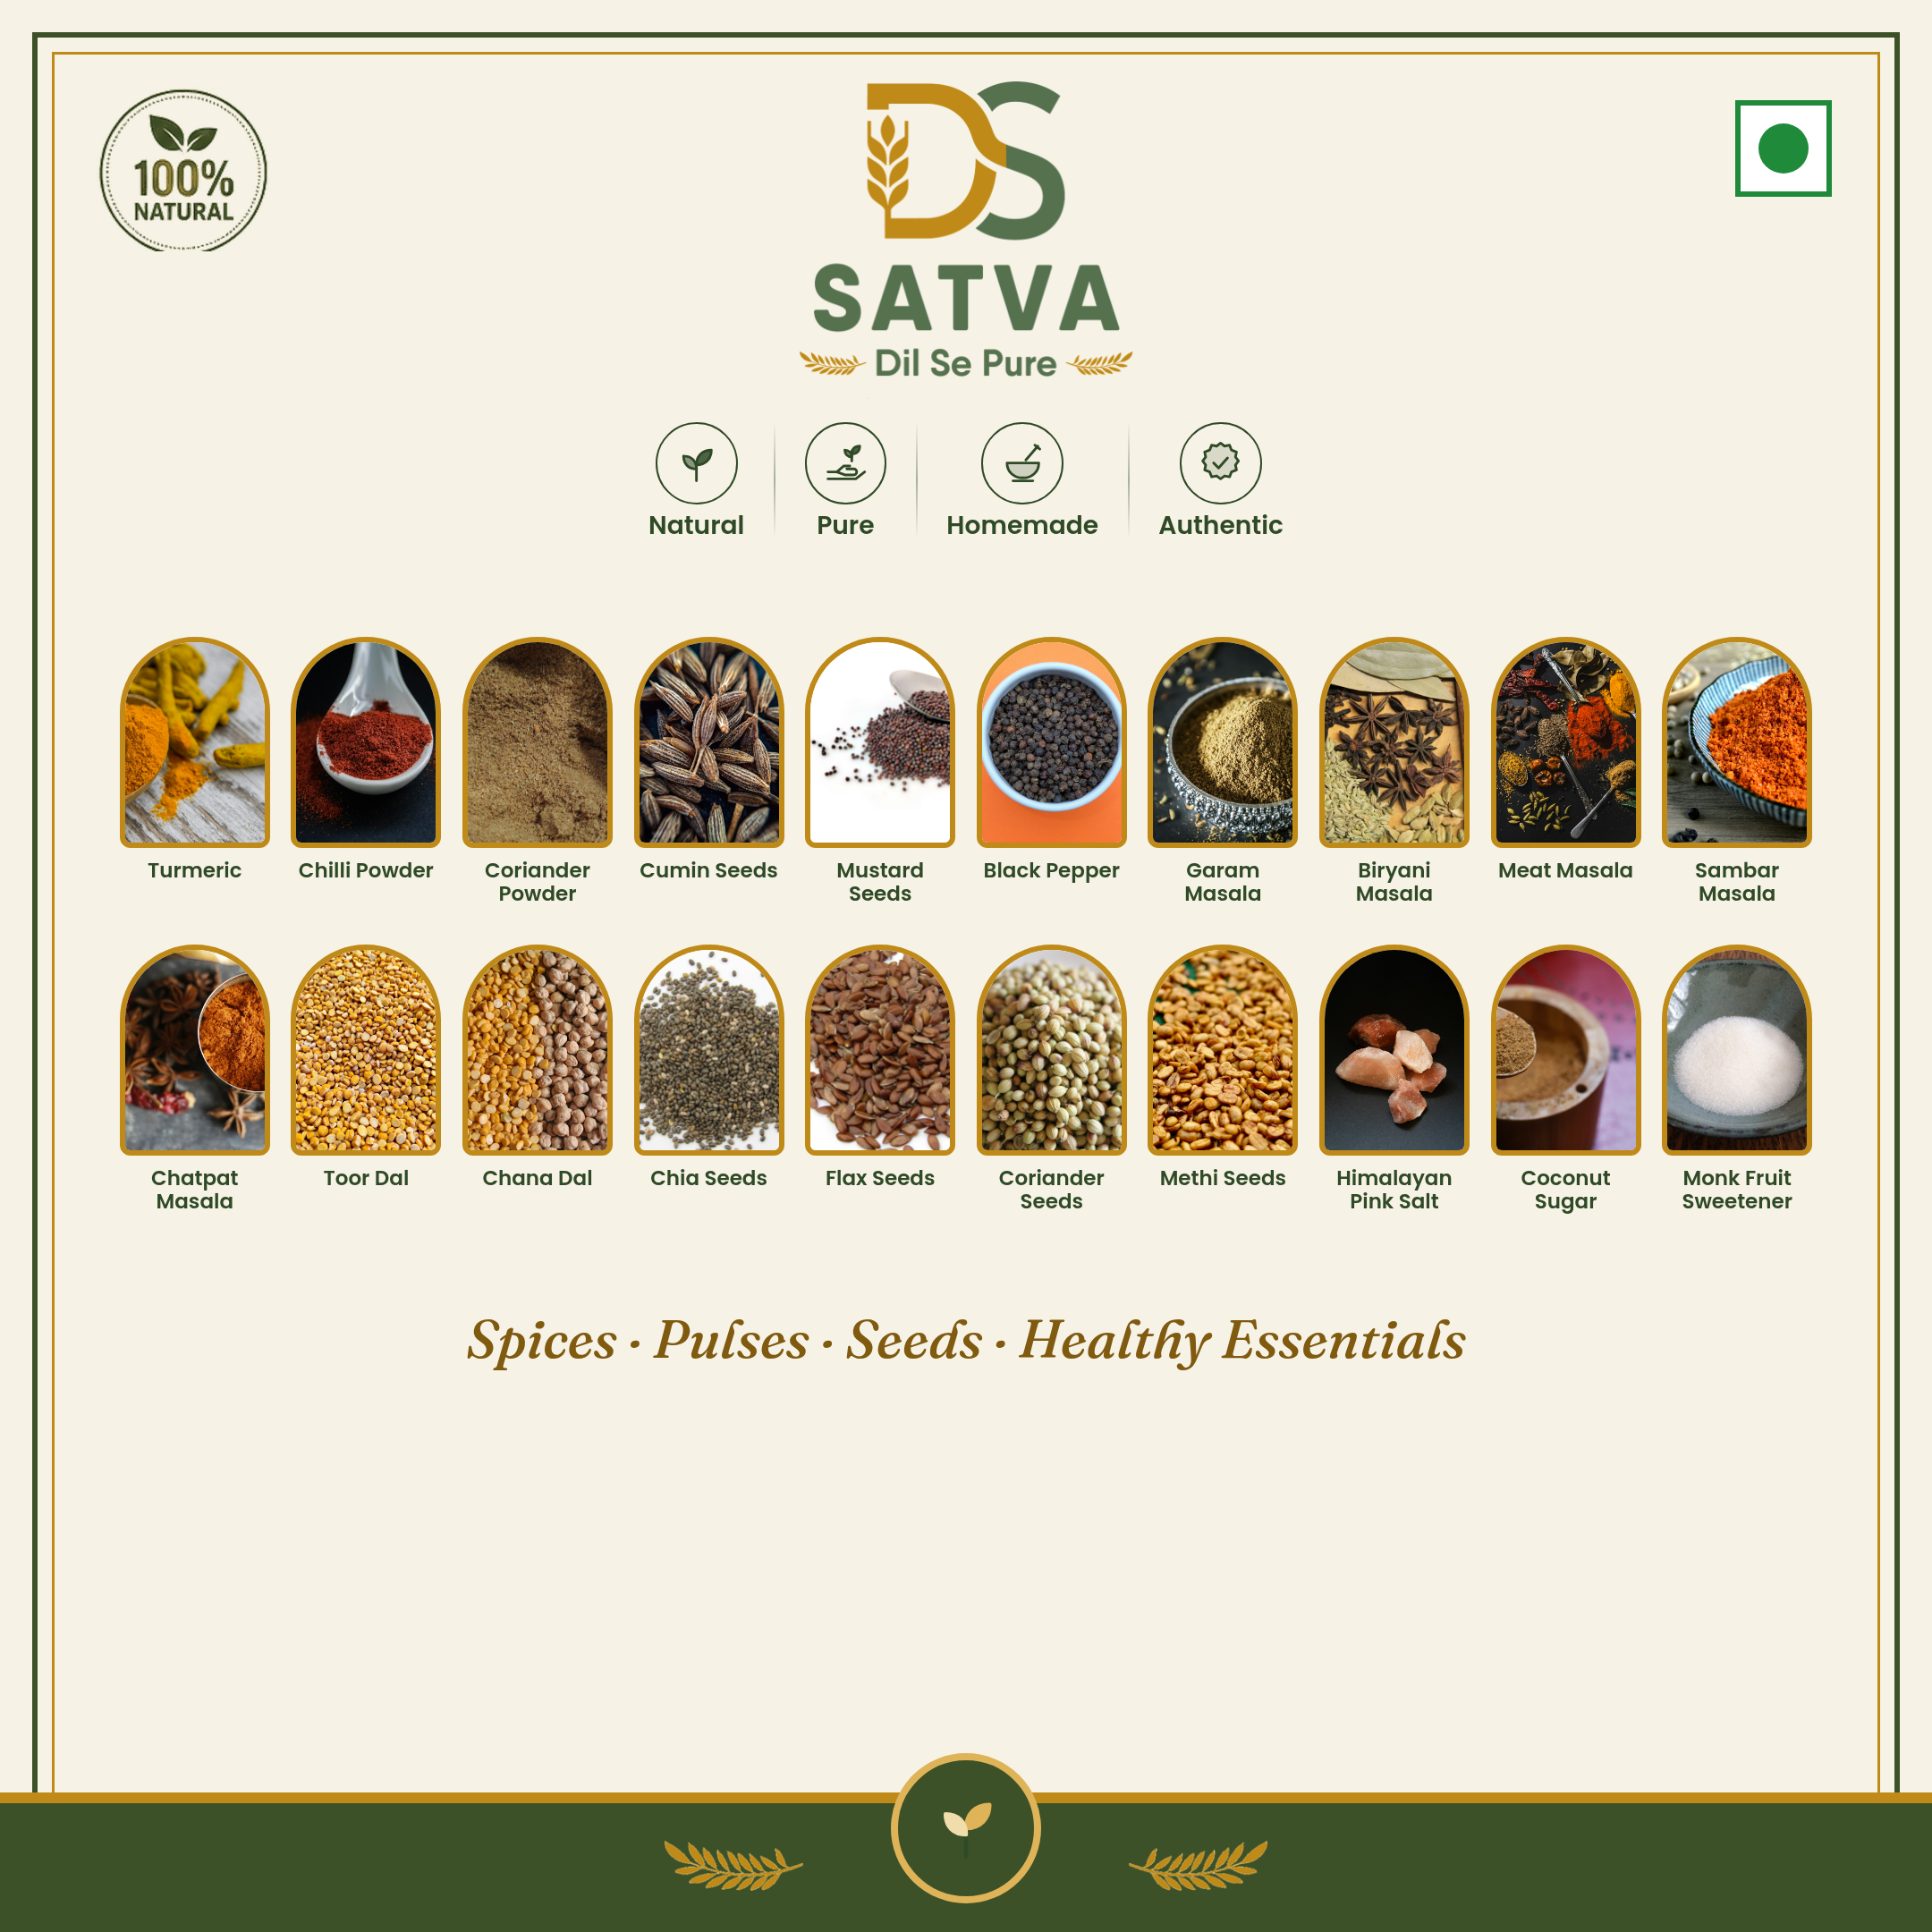 100%
NATURAL
DS
SATVA
Dil Se Pure
Natural
Pure
Homemade
Authentic
Turmeric
Chilli Powder
Coriander
Powder
Cumin Seeds
Mustard
Seeds
Black Pepper
Garam
Masala
Biryani
Masala
Meat Masala
Sambar
Masala
Chatpat
Masala
Toor Dal
Chana Dal
Chia Seeds
Flax Seeds
Coriander
Seeds
Methi Seeds
Himalayan
Pink Salt
Coconut
Sugar
Monk Fruit
Sweetener
Spices · Pulses · Seeds · Healthy Essentials